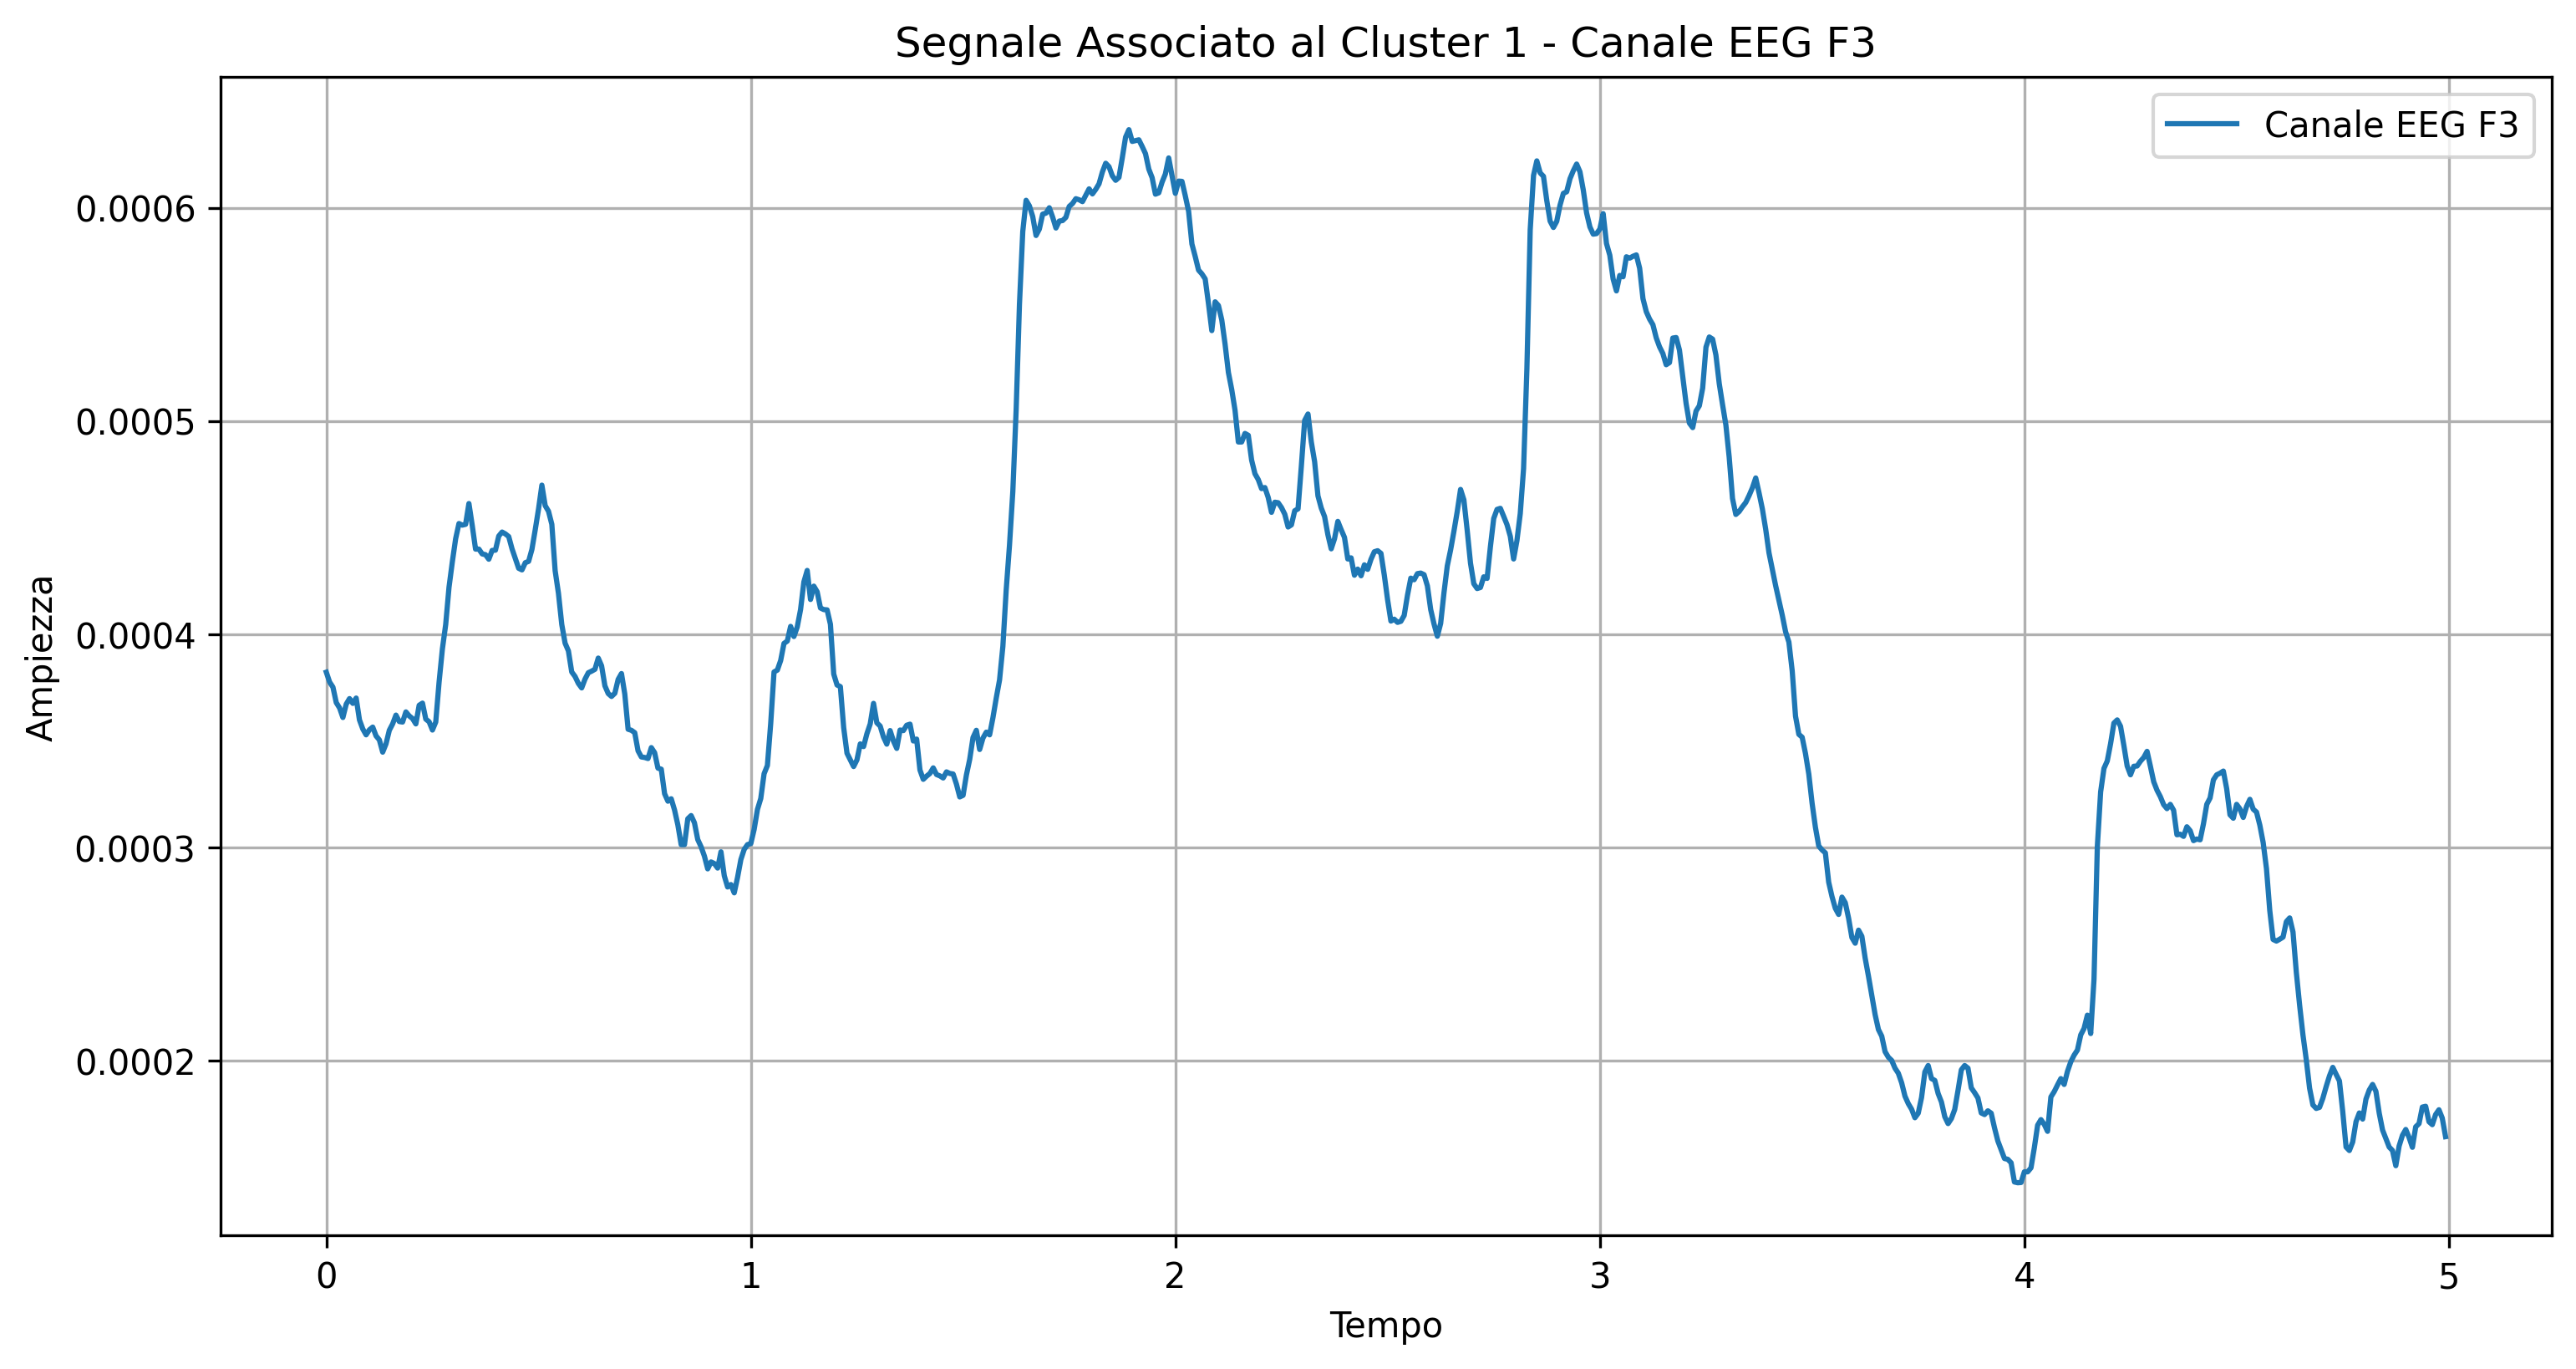 Segnale Associato al Cluster 1 - Canale EEG F3
Canale EEG F3
0.0006
0.0005
0.0004
0.0003
0.0002
Ampiezza
0 1 2 3 4 5
Tempo